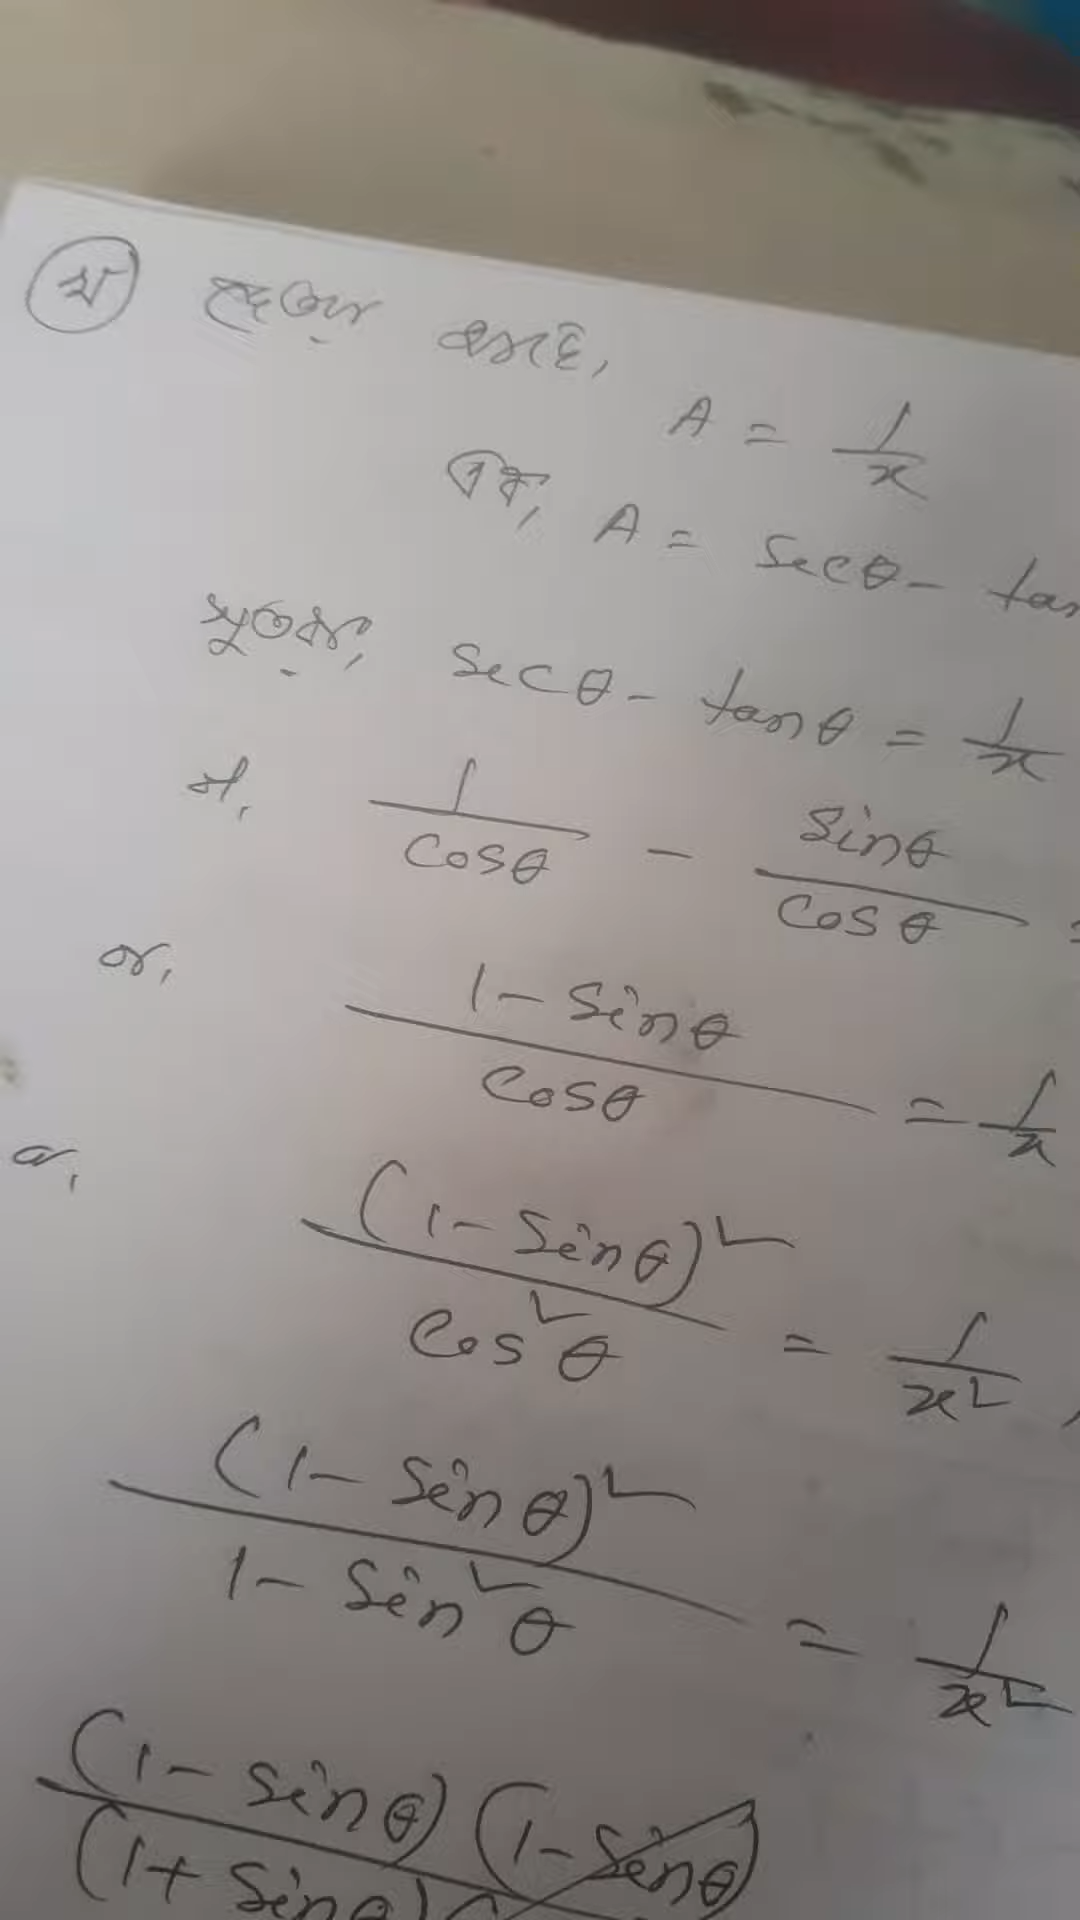 খ দেওয়া আছে,
A = 1/x
এবং, A = secθ - tan
সুতরাং, secθ - tanθ = 1/x
বা, 1/cosθ - sinθ/cosθ =
বা, (1 - sinθ)/cosθ = 1/x
বা, (1 - sinθ)²/cos²θ = 1/x²,
(1 - sinθ)²/(1 - sin²θ) = 1/x²
(1 - sinθ) (1 - sinθ)
(1 + sinθ) (